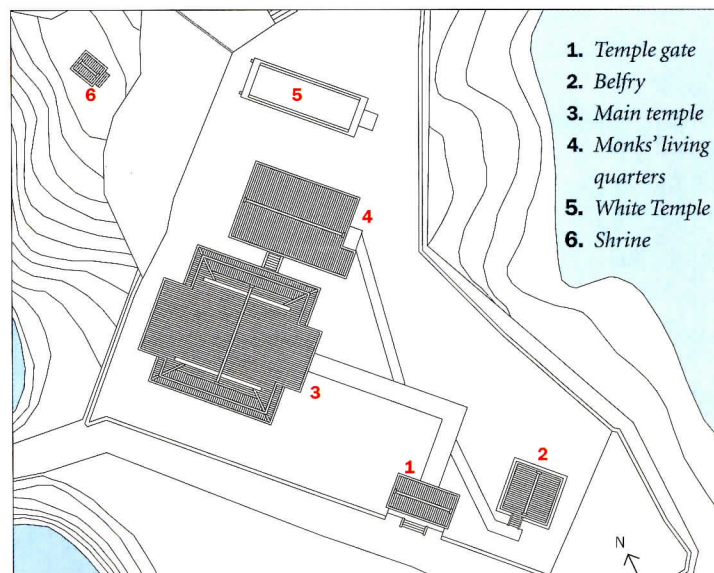 1. Temple gate
2. Belfry
3. Main temple
4. Monks' living
quarters
5. White Temple
6. Shrine
6
5
4
3
2
1
N